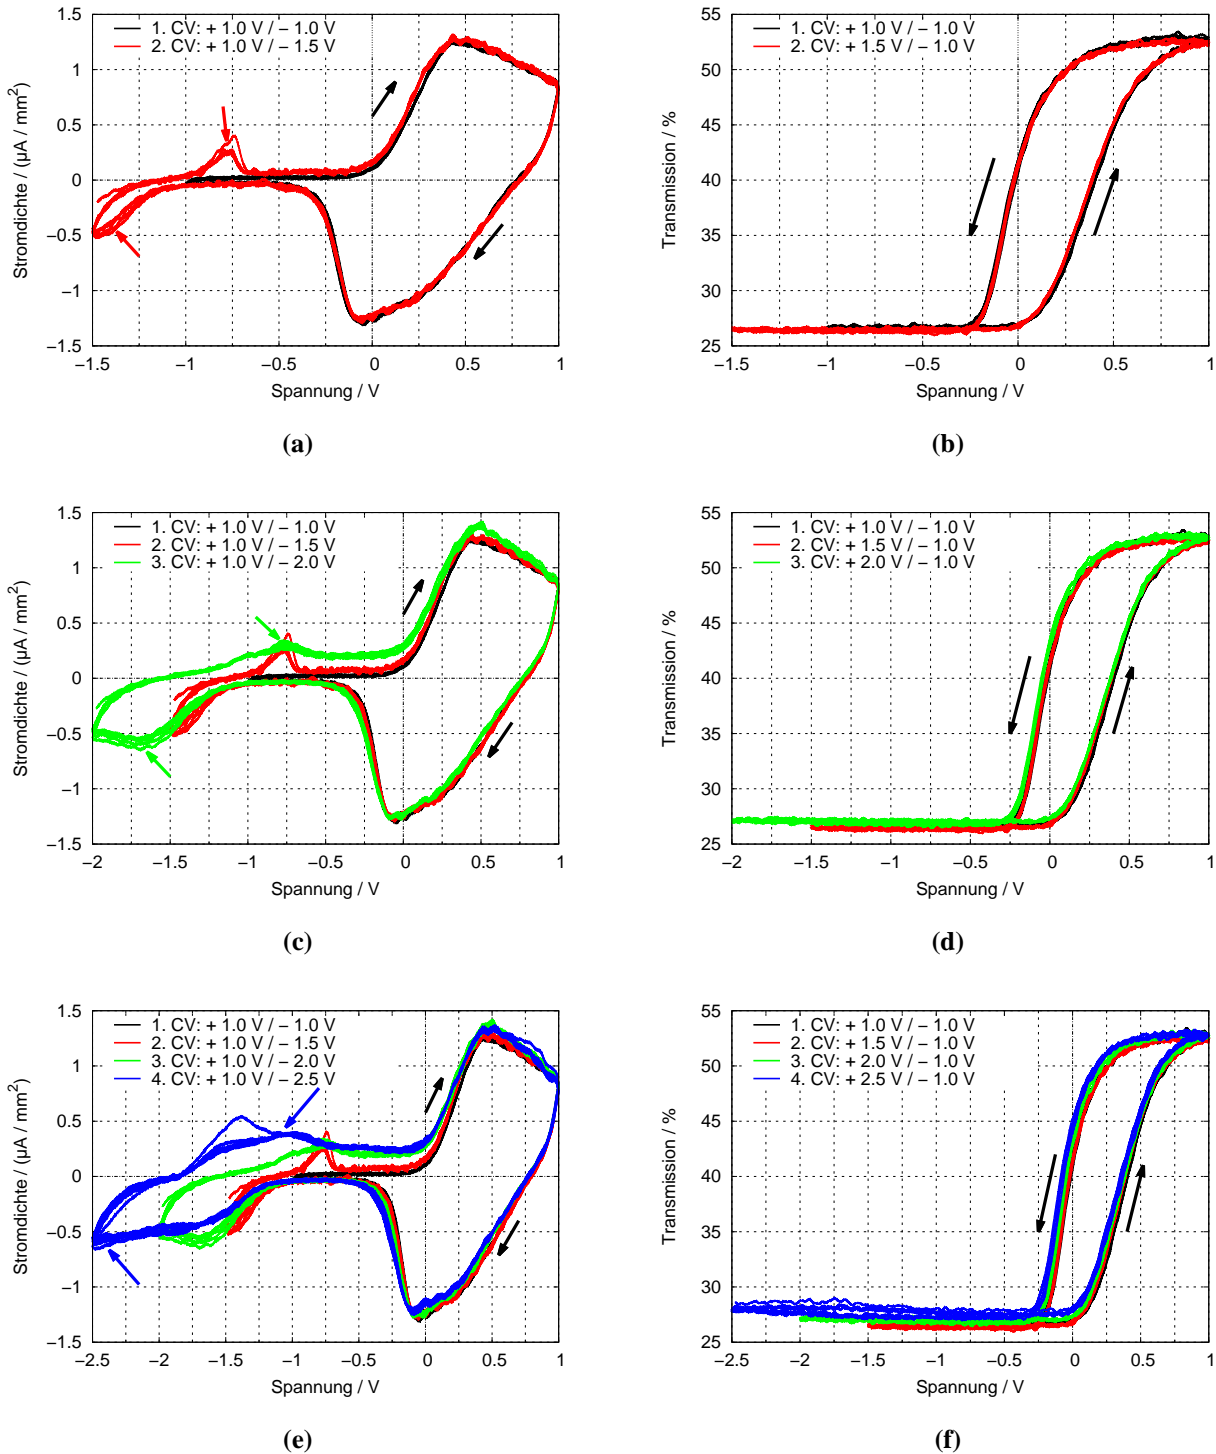 1. CV: + 1.0 V / − 1.0 V
2. CV: + 1.0 V / − 1.5 V
Stromdichte / (µA / mm²)
1.5
1
0.5
0
−0.5
−1
−1.5
−1.5 −1 −0.5 0 0.5 1
Spannung / V
(a)
1. CV: + 1.0 V / − 1.0 V
2. CV: + 1.5 V / − 1.0 V
Transmission / %
55
50
45
40
35
30
25
−1.5 −1 −0.5 0 0.5 1
Spannung / V
(b)
1. CV: + 1.0 V / − 1.0 V
2. CV: + 1.0 V / − 1.5 V
3. CV: + 1.0 V / − 2.0 V
Stromdichte / (µA / mm²)
1.5
1
0.5
0
−0.5
−1
−1.5
−2 −1.5 −1 −0.5 0 0.5 1
Spannung / V
(c)
1. CV: + 1.0 V / − 1.0 V
2. CV: + 1.5 V / − 1.0 V
3. CV: + 2.0 V / − 1.0 V
Transmission / %
55
50
45
40
35
30
25
−2 −1.5 −1 −0.5 0 0.5 1
Spannung / V
(d)
1. CV: + 1.0 V / − 1.0 V
2. CV: + 1.0 V / − 1.5 V
3. CV: + 1.0 V / − 2.0 V
4. CV: + 1.0 V / − 2.5 V
Stromdichte / (µA / mm²)
1.5
1
0.5
0
−0.5
−1
−1.5
−2.5 −2 −1.5 −1 −0.5 0 0.5 1
Spannung / V
(e)
1. CV: + 1.0 V / − 1.0 V
2. CV: + 1.5 V / − 1.0 V
3. CV: + 2.0 V / − 1.0 V
4. CV: + 2.5 V / − 1.0 V
Transmission / %
55
50
45
40
35
30
25
−2.5 −2 −1.5 −1 −0.5 0 0.5 1
Spannung / V
(f)